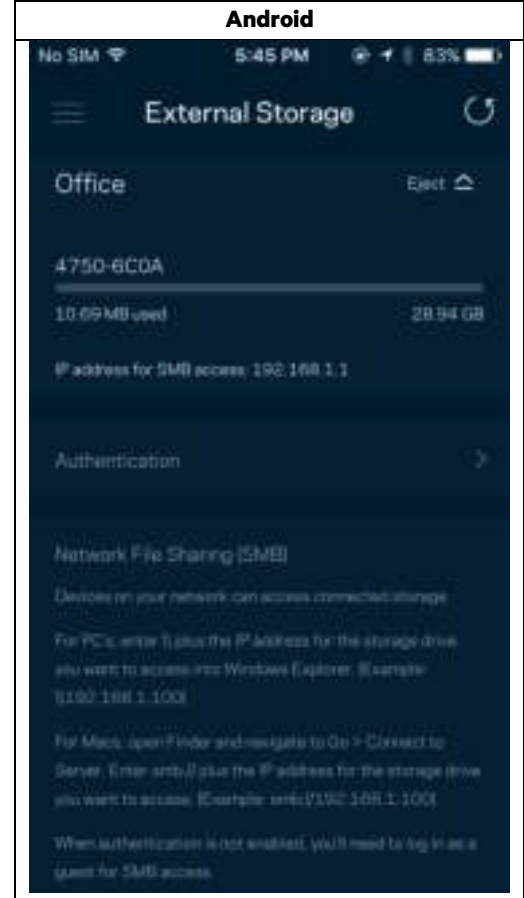 Android
No SIM 5:45 PM 83%
External Storage
Office Eject
4750-6C0A
10.69 MB used 28.94 GB
IP address for SMB access: 192.168.1.1
Authentication
Network File Sharing (SMB)
Devices on your network can access connected storage
For PCs, enter \\ plus the IP address for the storage drive
you want to access into Windows Explorer. (Example:
\\192.168.1.100)
For Macs, open Finder and navigate to Go > Connect to
Server. Enter smb:// plus the IP address for the storage drive
you want to access. (Example: smb://192.168.1.100)
When authentication is not enabled, you'll need to log in as a
guest for SMB access.